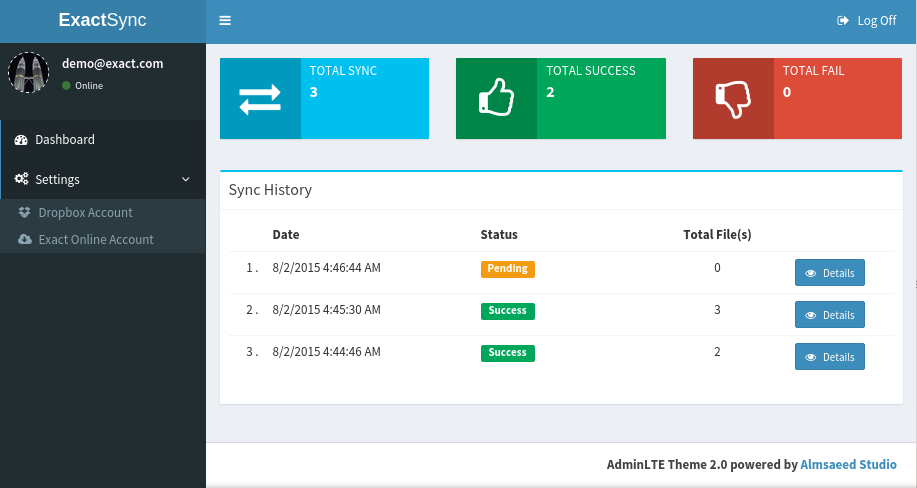 ExactSync
Log Off
demo@exact.com
Online
Dashboard
Settings
Dropbox Account
Exact Online Account
TOTAL SYNC
3
TOTAL SUCCESS
2
TOTAL FAIL
0
Sync History
Date Status Total File(s)
1. 8/2/2015 4:46:44 AM Pending 0 Details
2. 8/2/2015 4:45:30 AM Success 3 Details
3. 8/2/2015 4:44:46 AM Success 2 Details
AdminLTE Theme 2.0 powered by Almsaeed Studio